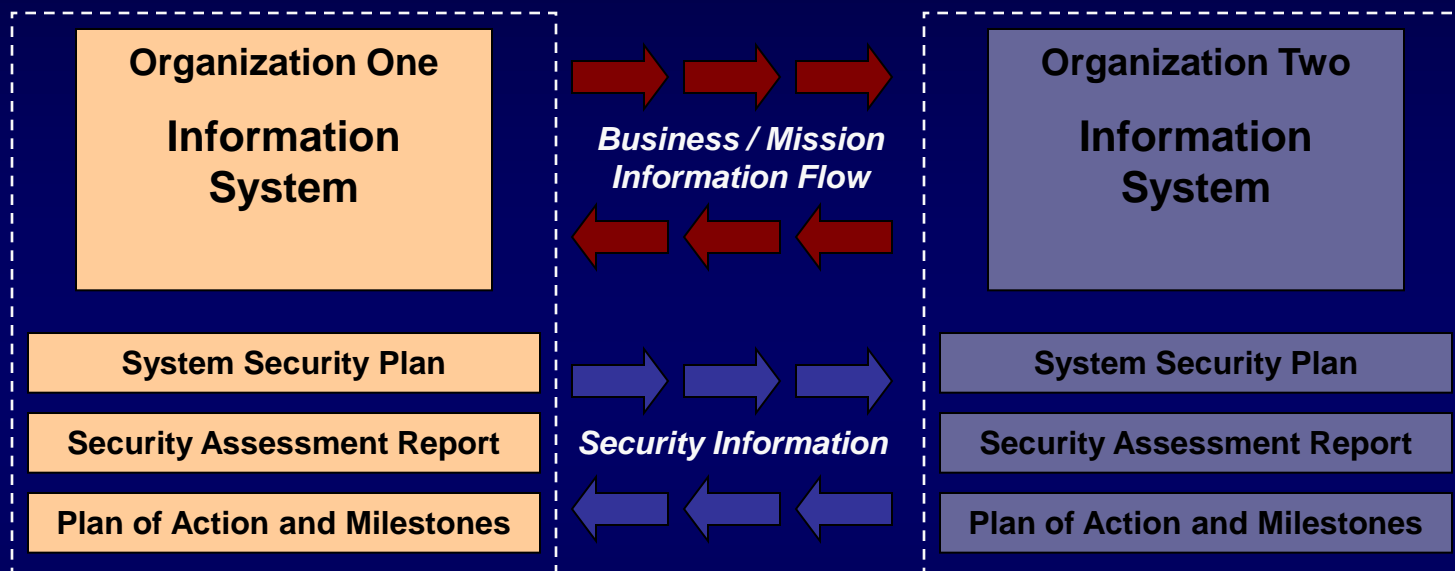 Organization One
Information
System
System Security Plan
Security Assessment Report
Plan of Action and Milestones
Business / Mission
Information Flow
Security Information
Organization Two
Information
System
System Security Plan
Security Assessment Report
Plan of Action and Milestones